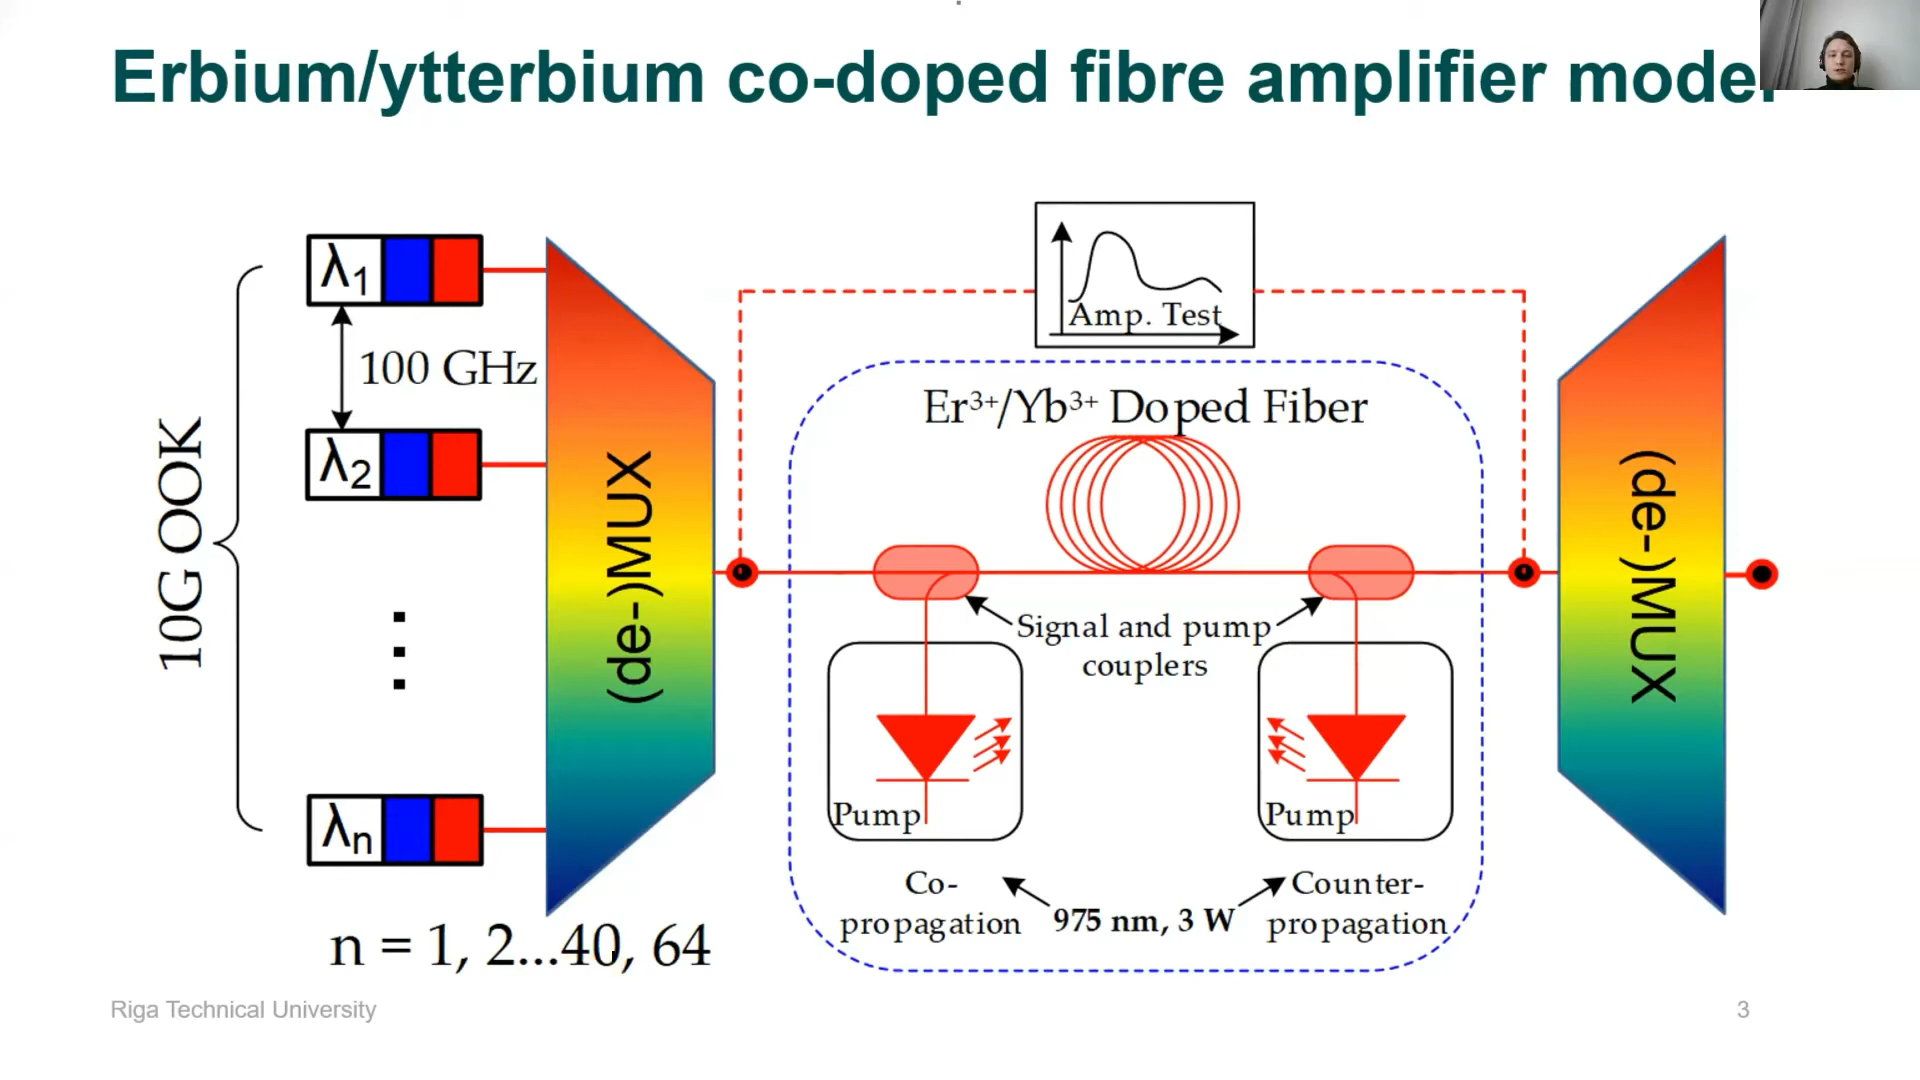 Erbium/ytterbium co-doped fibre amplifier model
λ1
100 GHz
λ2
10G OOK
λn
n = 1, 2...40, 64
(de-)MUX
Amp. Test
Er³⁺/Yb³⁺ Doped Fiber
Signal and pump
couplers
Pump
Pump
Co-
propagation
975 nm, 3 W
Counter-
propagation
(de-)MUX
Riga Technical University
3